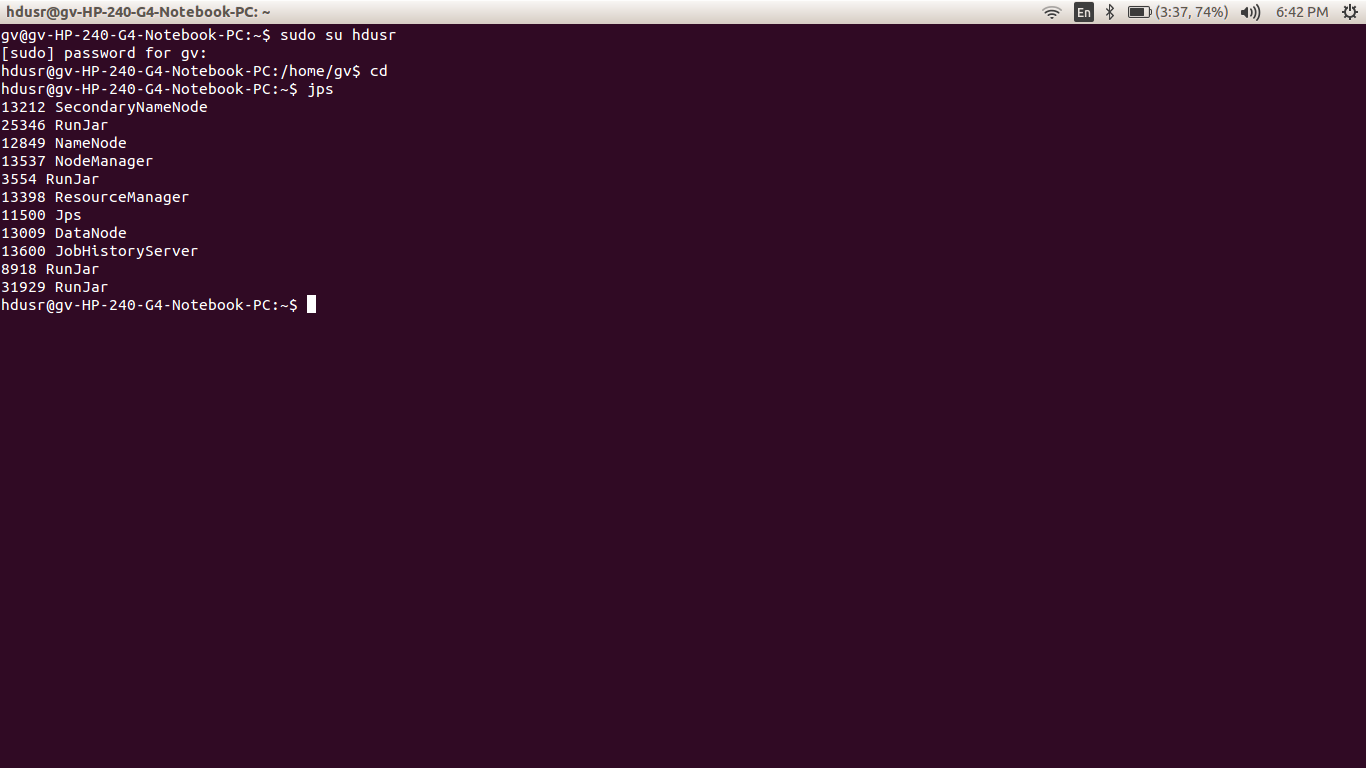 hdusr@gv-HP-240-G4-Notebook-PC: ~
En
(3:37, 74%)
6:42 PM
gv@gv-HP-240-G4-Notebook-PC:~$ sudo su hdusr
[sudo] password for gv:
hdusr@gv-HP-240-G4-Notebook-PC:/home/gv$ cd
hdusr@gv-HP-240-G4-Notebook-PC:~$ jps
13212 SecondaryNameNode
25346 RunJar
12849 NameNode
13537 NodeManager
3554 RunJar
13398 ResourceManager
11500 Jps
13009 DataNode
13600 JobHistoryServer
8918 RunJar
31929 RunJar
hdusr@gv-HP-240-G4-Notebook-PC:~$